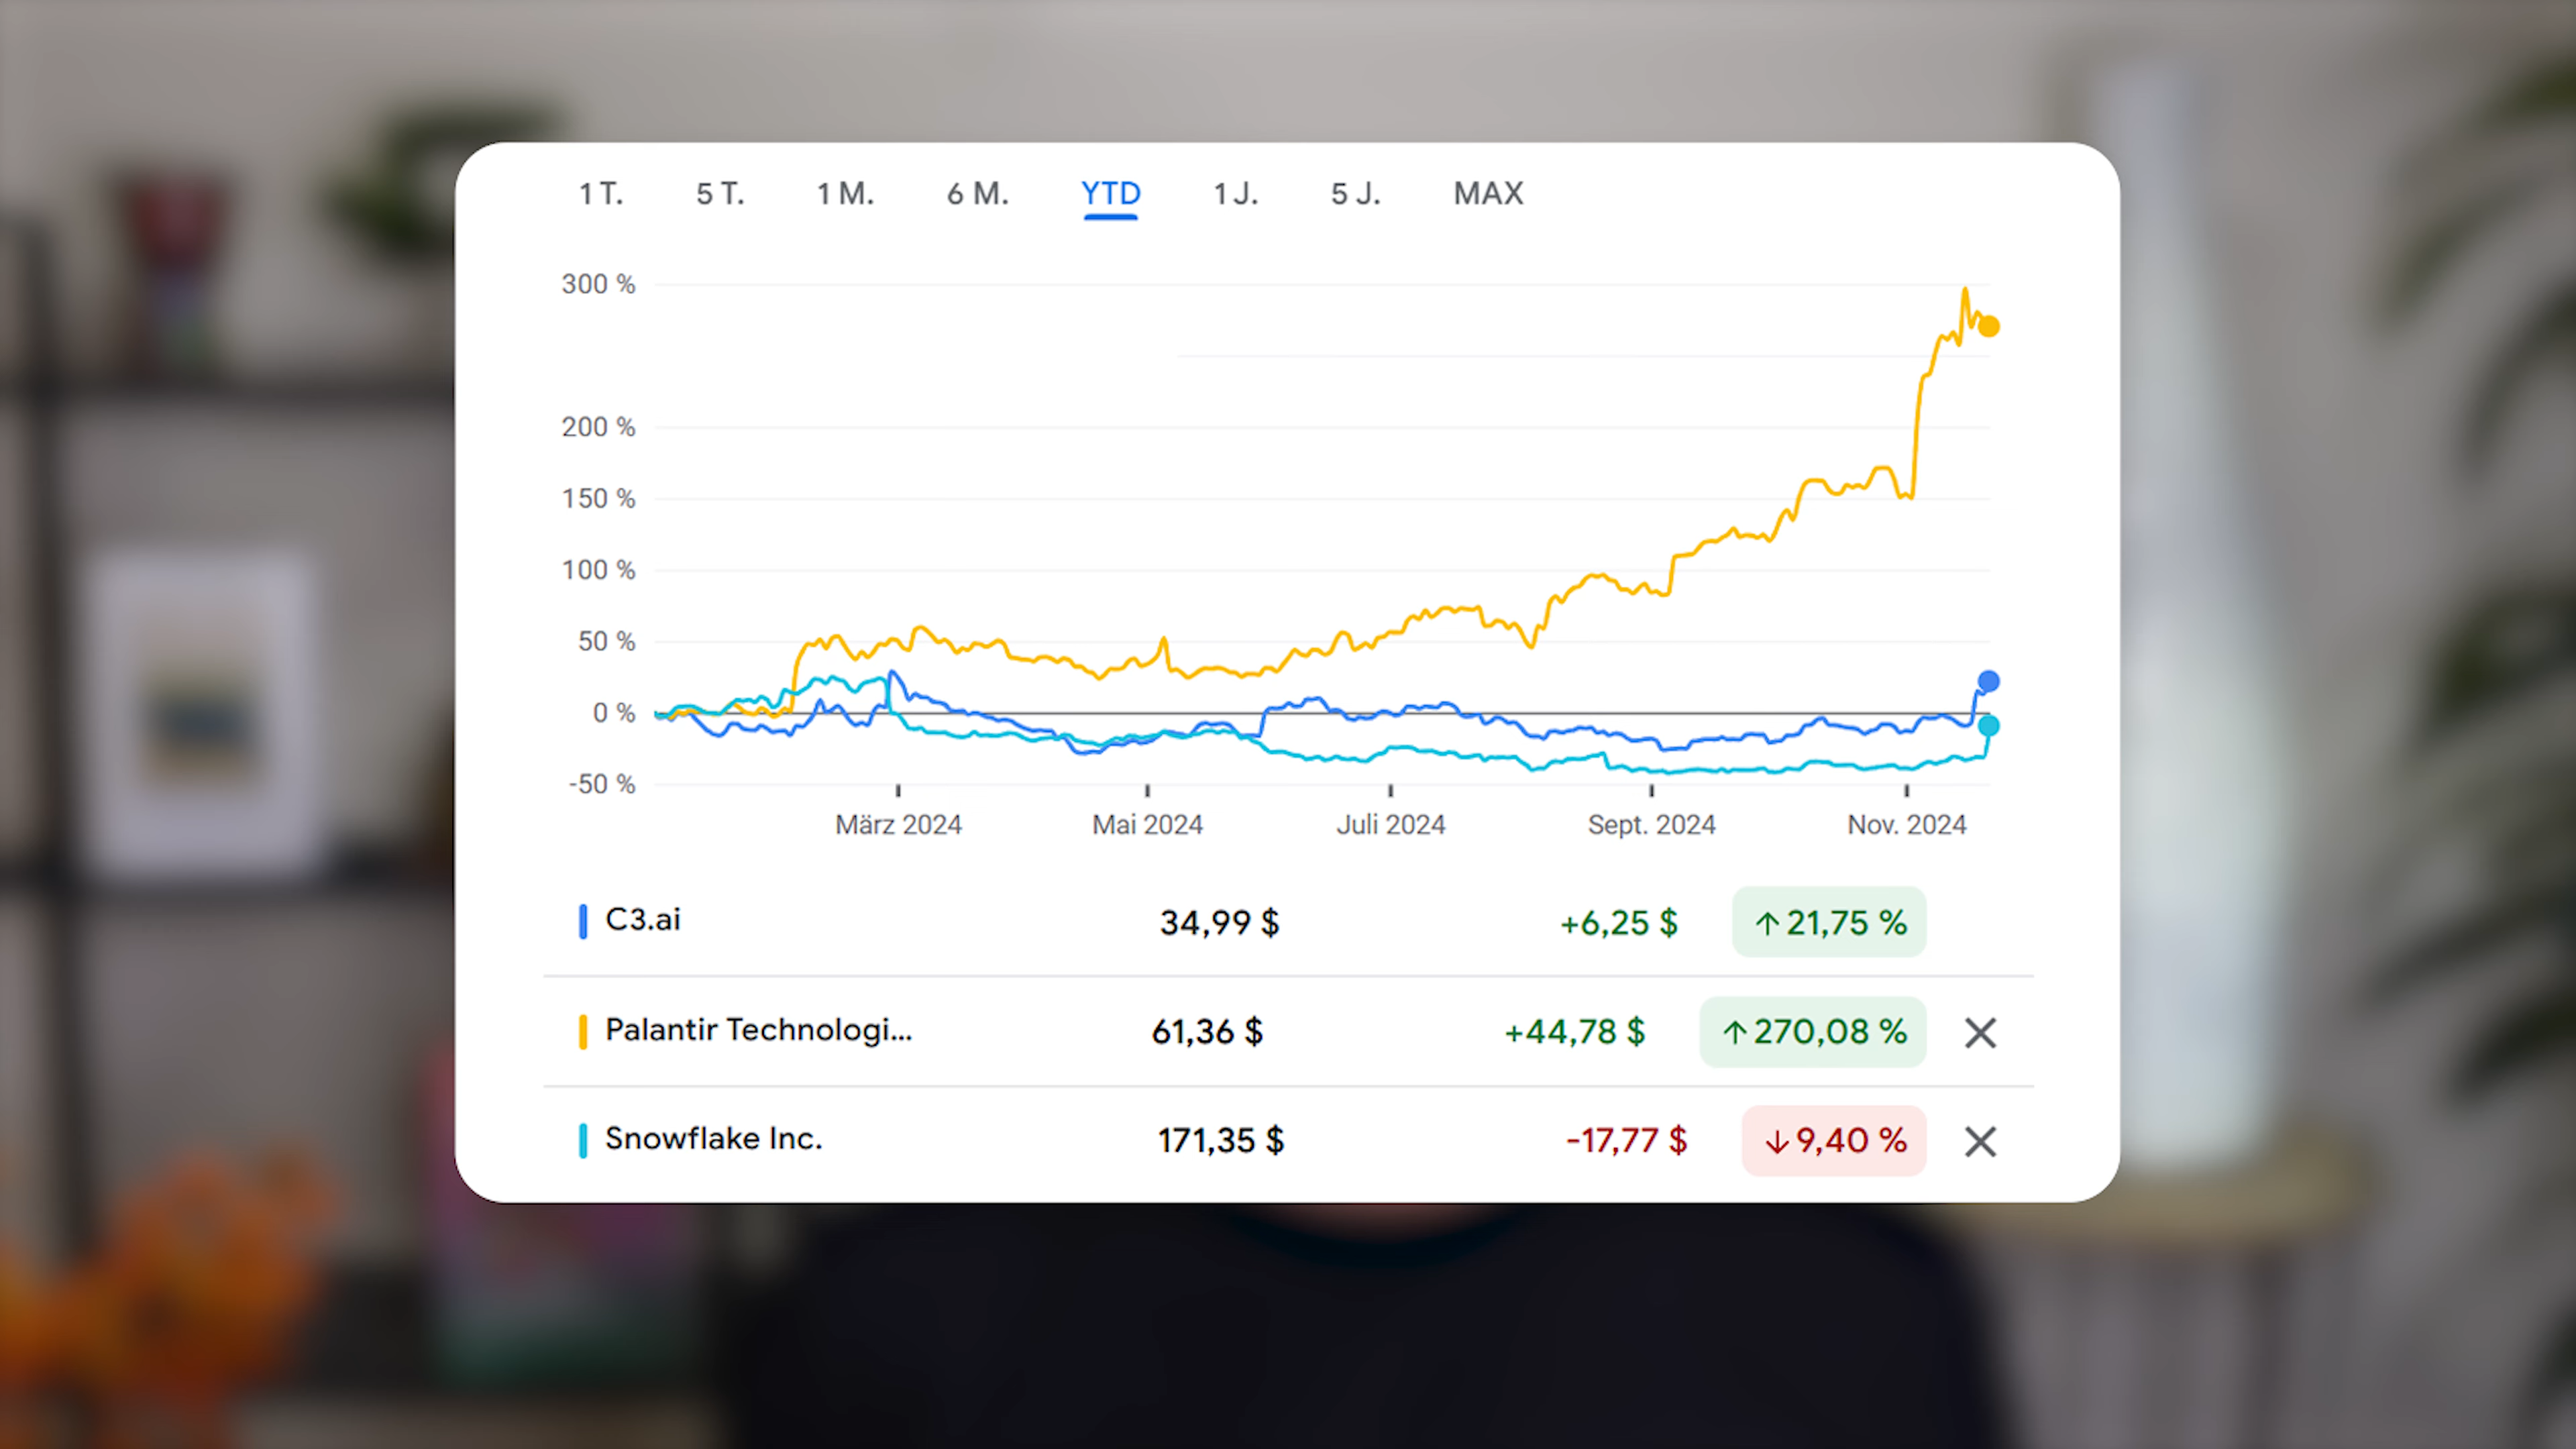 1 T. 5 T. 1 M. 6 M. YTD 1 J. 5 J. MAX
300 %
200 %
150 %
100 %
50 %
0 %
-50 %
März 2024 Mai 2024 Juli 2024 Sept. 2024 Nov. 2024
C3.ai 34,99 $ +6,25 $ ↑ 21,75 %
Palantir Technologi... 61,36 $ +44,78 $ ↑ 270,08 %
Snowflake Inc. 171,35 $ -17,77 $ ↓ 9,40 %